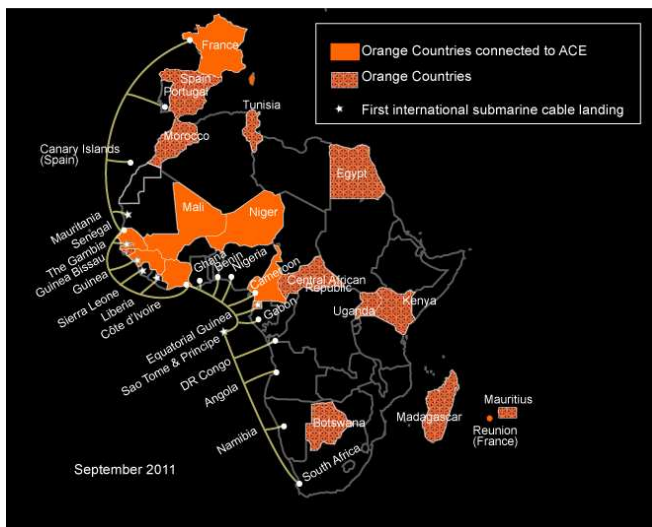 Orange Countries connected to ACE
Orange Countries
First international submarine cable landing
France
Spain
Portugal
Tunisia
Morocco
Canary Islands
(Spain)
Egypt
Mali
Niger
Mauritania
Senegal
The Gambia
Guinea Bissau
Guinea
Sierra Leone
Liberia
Côte d'Ivoire
Ghana
Benin
Nigeria
Cameroon
Central African
Republic
Uganda
Kenya
Equatorial Guinea
Gabon
Sao Tome & Principe
DR Congo
Angola
Namibia
Botswana
Madagascar
Mauritius
Reunion
(France)
South Africa
September 2011